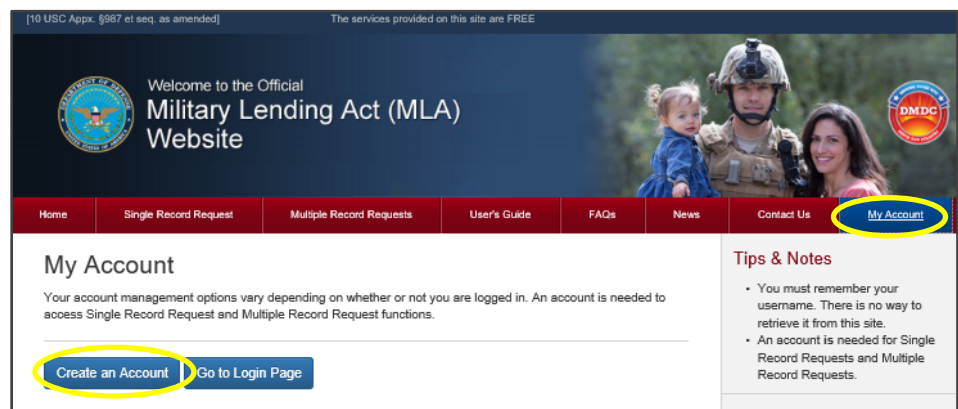 [10 USC Appx. §987 et seq. as amended] The services provided on this site are FREE
Welcome to the Official
Military Lending Act (MLA)
Website
DMDC
Home Single Record Request Multiple Record Requests User's Guide FAQs News Contact Us My Account
My Account
Your account management options vary depending on whether or not you are logged in. An account is needed to
access Single Record Request and Multiple Record Request functions.
Create an Account Go to Login Page
Tips & Notes
• You must remember your
username. There is no way to
retrieve it from this site.
• An account is needed for Single
Record Requests and Multiple
Record Requests.